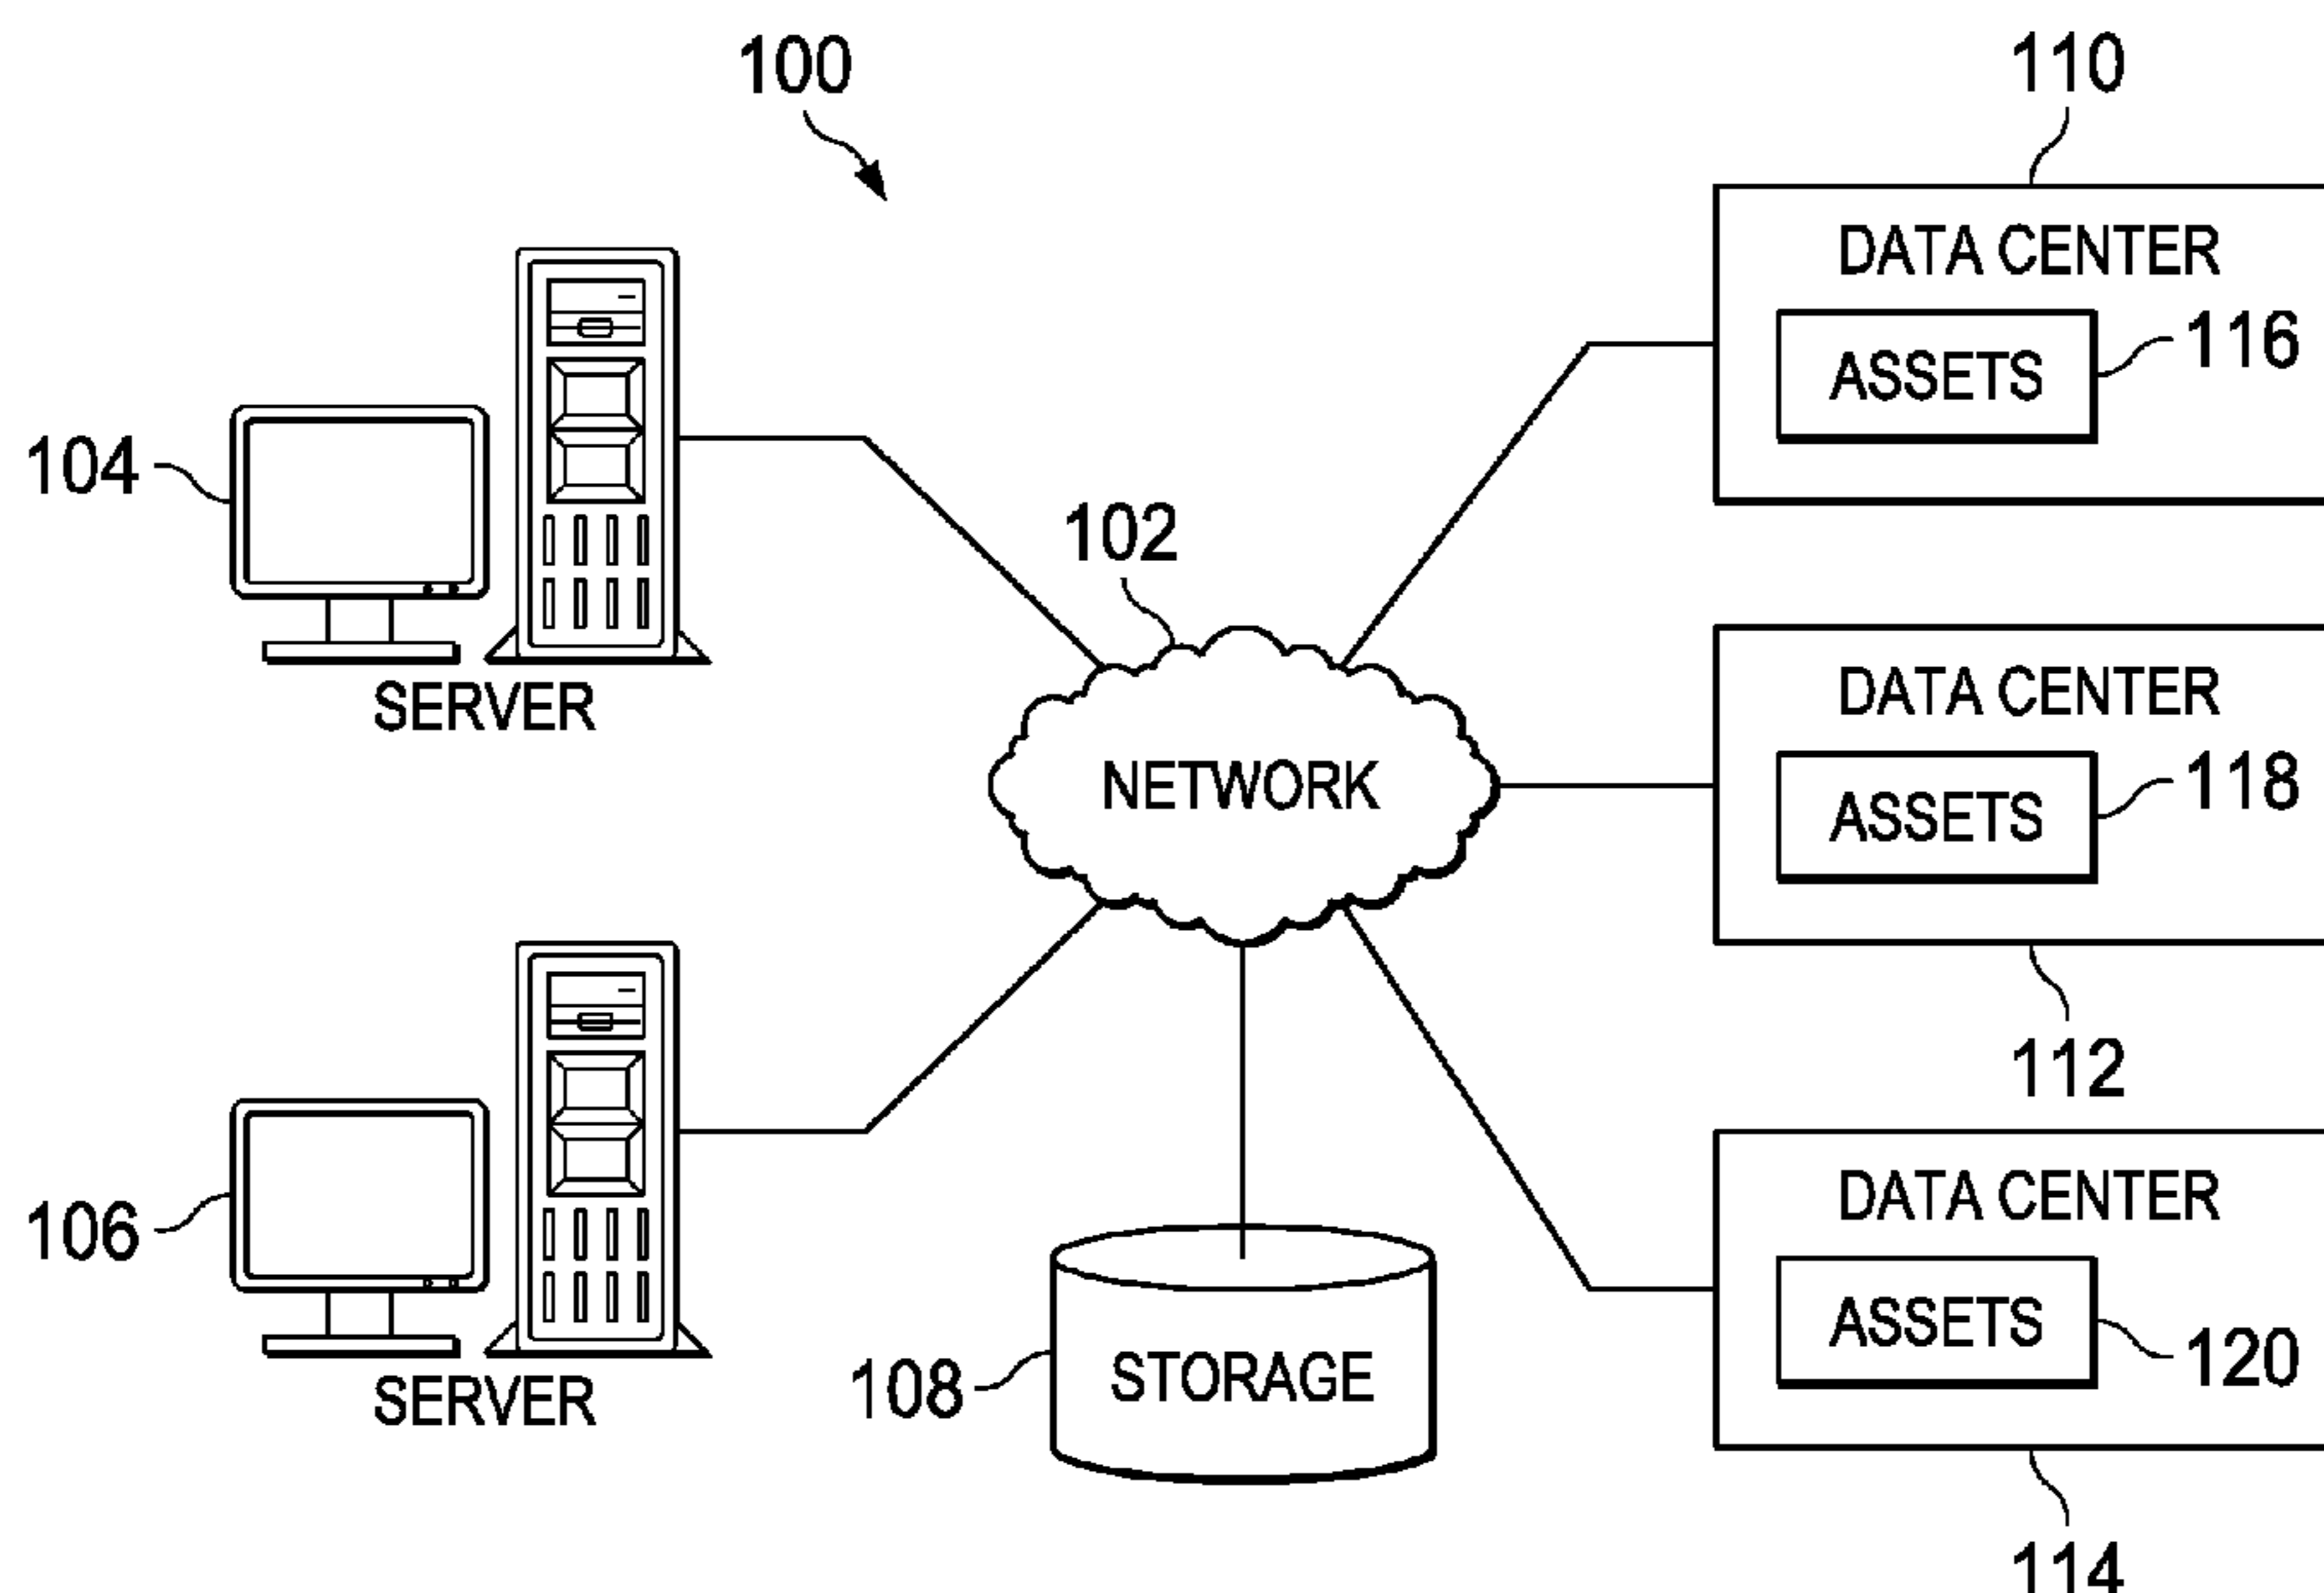 100
110
DATA CENTER
ASSETS
116
104
102
SERVER
DATA CENTER
NETWORK
ASSETS
118
112
DATA CENTER
106
ASSETS
120
108
STORAGE
SERVER
114